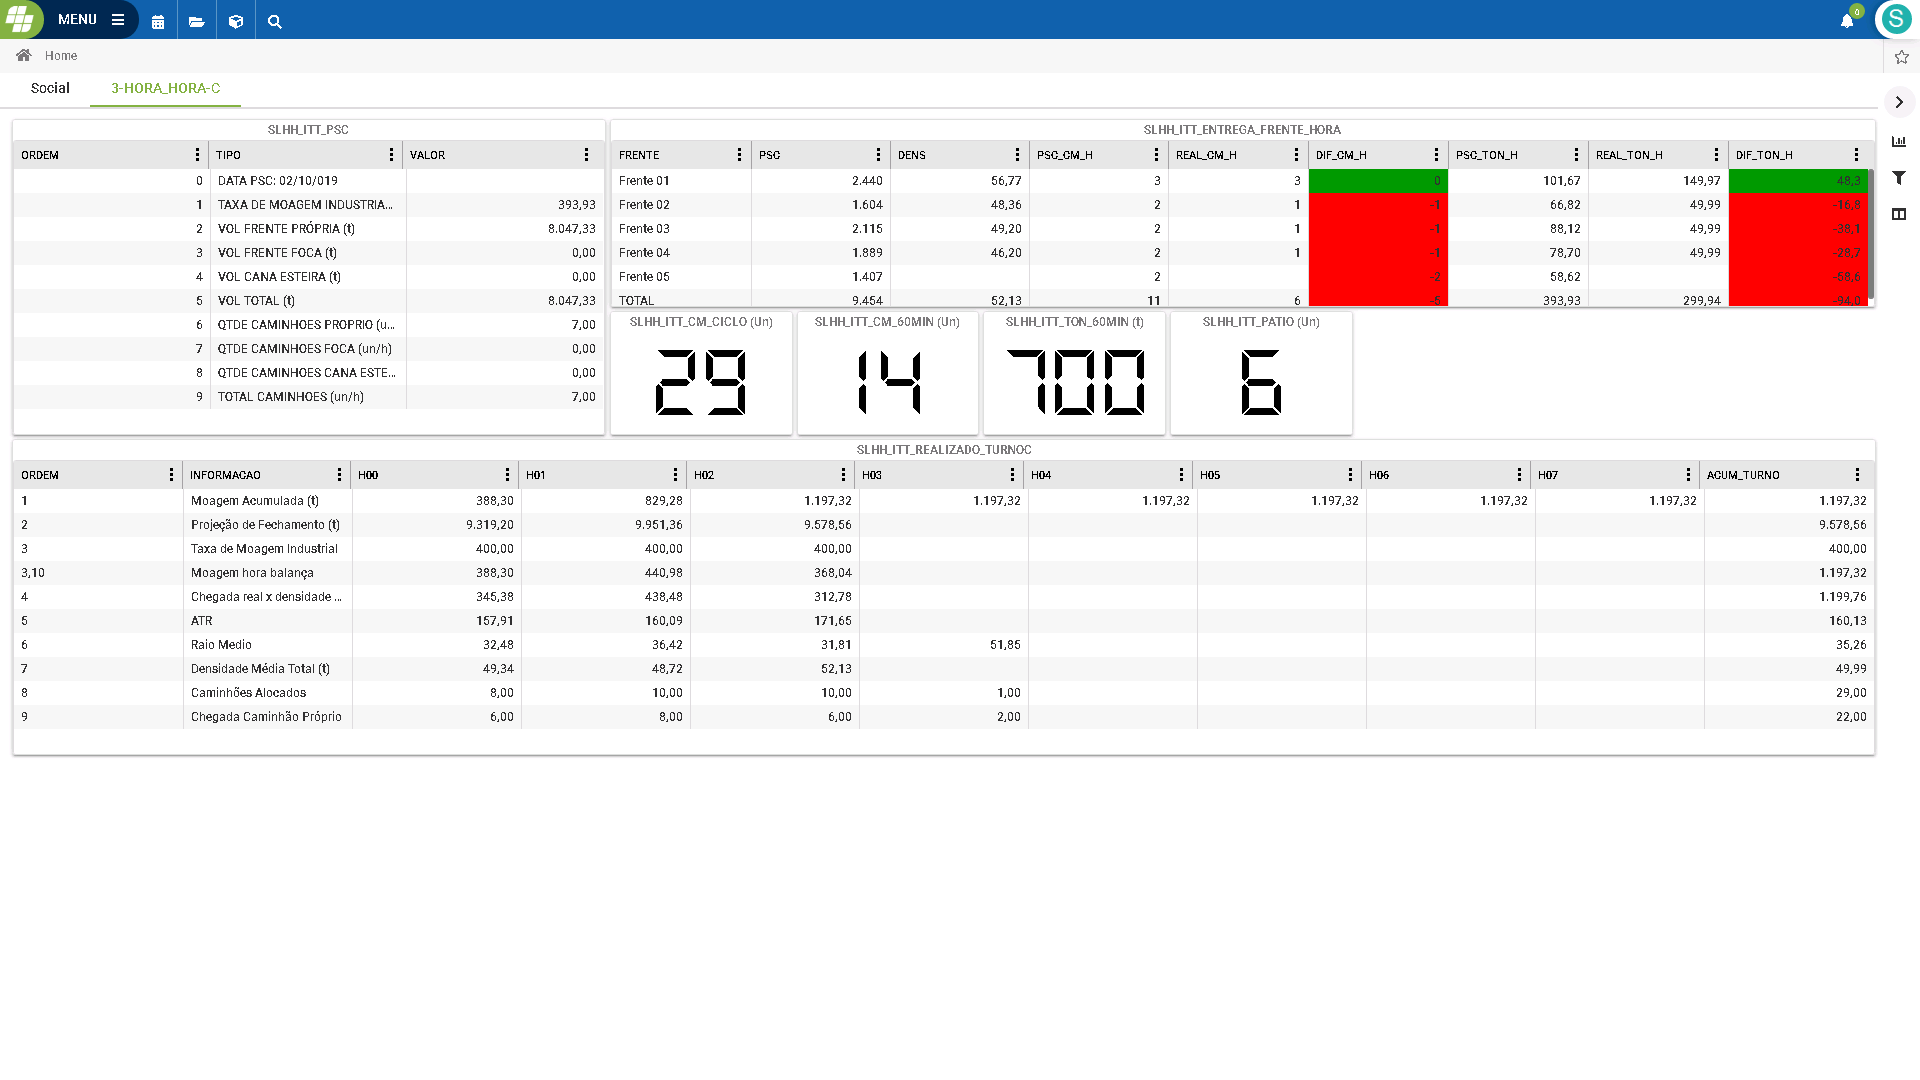 MENU
0
S
Home
Social 3-HORA_HORA-C
SLHH_ITT_PSC
ORDEM TIPO VALOR
0 DATA PSC: 02/10/019
1 TAXA DE MOAGEM INDUSTRIA... 393,93
2 VOL FRENTE PRÓPRIA (t) 8.047,33
3 VOL FRENTE FOCA (t) 0,00
4 VOL CANA ESTEIRA (t) 0,00
5 VOL TOTAL (t) 8.047,33
6 QTDE CAMINHOES PROPRIO (u... 7,00
7 QTDE CAMINHOES FOCA (un/h) 0,00
8 QTDE CAMINHOES CANA ESTE... 0,00
9 TOTAL CAMINHOES (un/h) 7,00
SLHH_ITT_ENTREGA_FRENTE_HORA
FRENTE PSC DENS PSC_CM_H REAL_CM_H DIF_CM_H PSC_TON_H REAL_TON_H DIF_TON_H
Frente 01 2.440 56,77 3 3 0 101,67 149,97 48,3
Frente 02 1.604 48,36 2 1 -1 66,82 49,99 -16,8
Frente 03 2.115 49,20 2 1 -1 88,12 49,99 -38,1
Frente 04 1.889 46,20 2 1 -1 78,70 49,99 -28,7
Frente 05 1.407 2 -2 58,62 -58,6
TOTAL 9.454 52,13 11 6 -5 393,93 299,94 -94,0
SLHH_ITT_CM_CICLO (Un) SLHH_ITT_CM_60MIN (Un) SLHH_ITT_TON_60MIN (t) SLHH_ITT_PATIO (Un)
29 14 700 6
SLHH_ITT_REALIZADO_TURNOC
ORDEM INFORMACAO H00 H01 H02 H03 H04 H05 H06 H07 ACUM_TURNO
1 Moagem Acumulada (t) 388,30 829,28 1.197,32 1.197,32 1.197,32 1.197,32 1.197,32 1.197,32 1.197,32
2 Projeção de Fechamento (t) 9.319,20 9.951,36 9.578,56 9.578,56
3 Taxa de Moagem Industrial 400,00 400,00 400,00 400,00
3,10 Moagem hora balança 388,30 440,98 368,04 1.197,32
4 Chegada real x densidade ... 345,38 438,48 312,78 1.199,76
5 ATR 157,91 160,09 171,65 160,13
6 Raio Medio 32,48 36,42 31,81 51,85 35,26
7 Densidade Média Total (t) 49,34 48,72 52,13 49,99
8 Caminhões Alocados 8,00 10,00 10,00 1,00 29,00
9 Chegada Caminhão Próprio 6,00 8,00 6,00 2,00 22,00